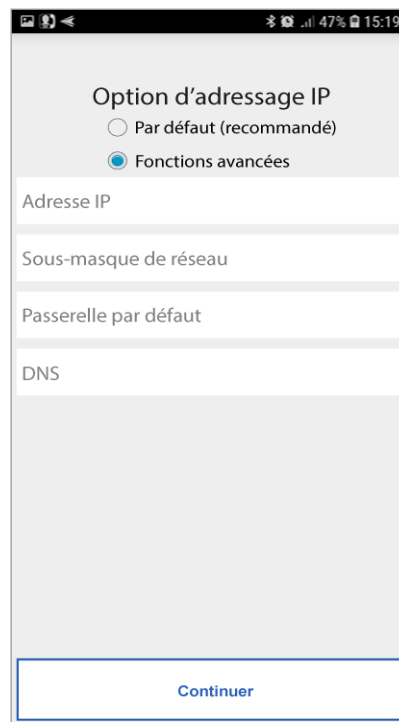 47% 15:19
Option d’adressage IP
Par défaut (recommandé)
Fonctions avancées
Adresse IP
Sous-masque de réseau
Passerelle par défaut
DNS
Continuer